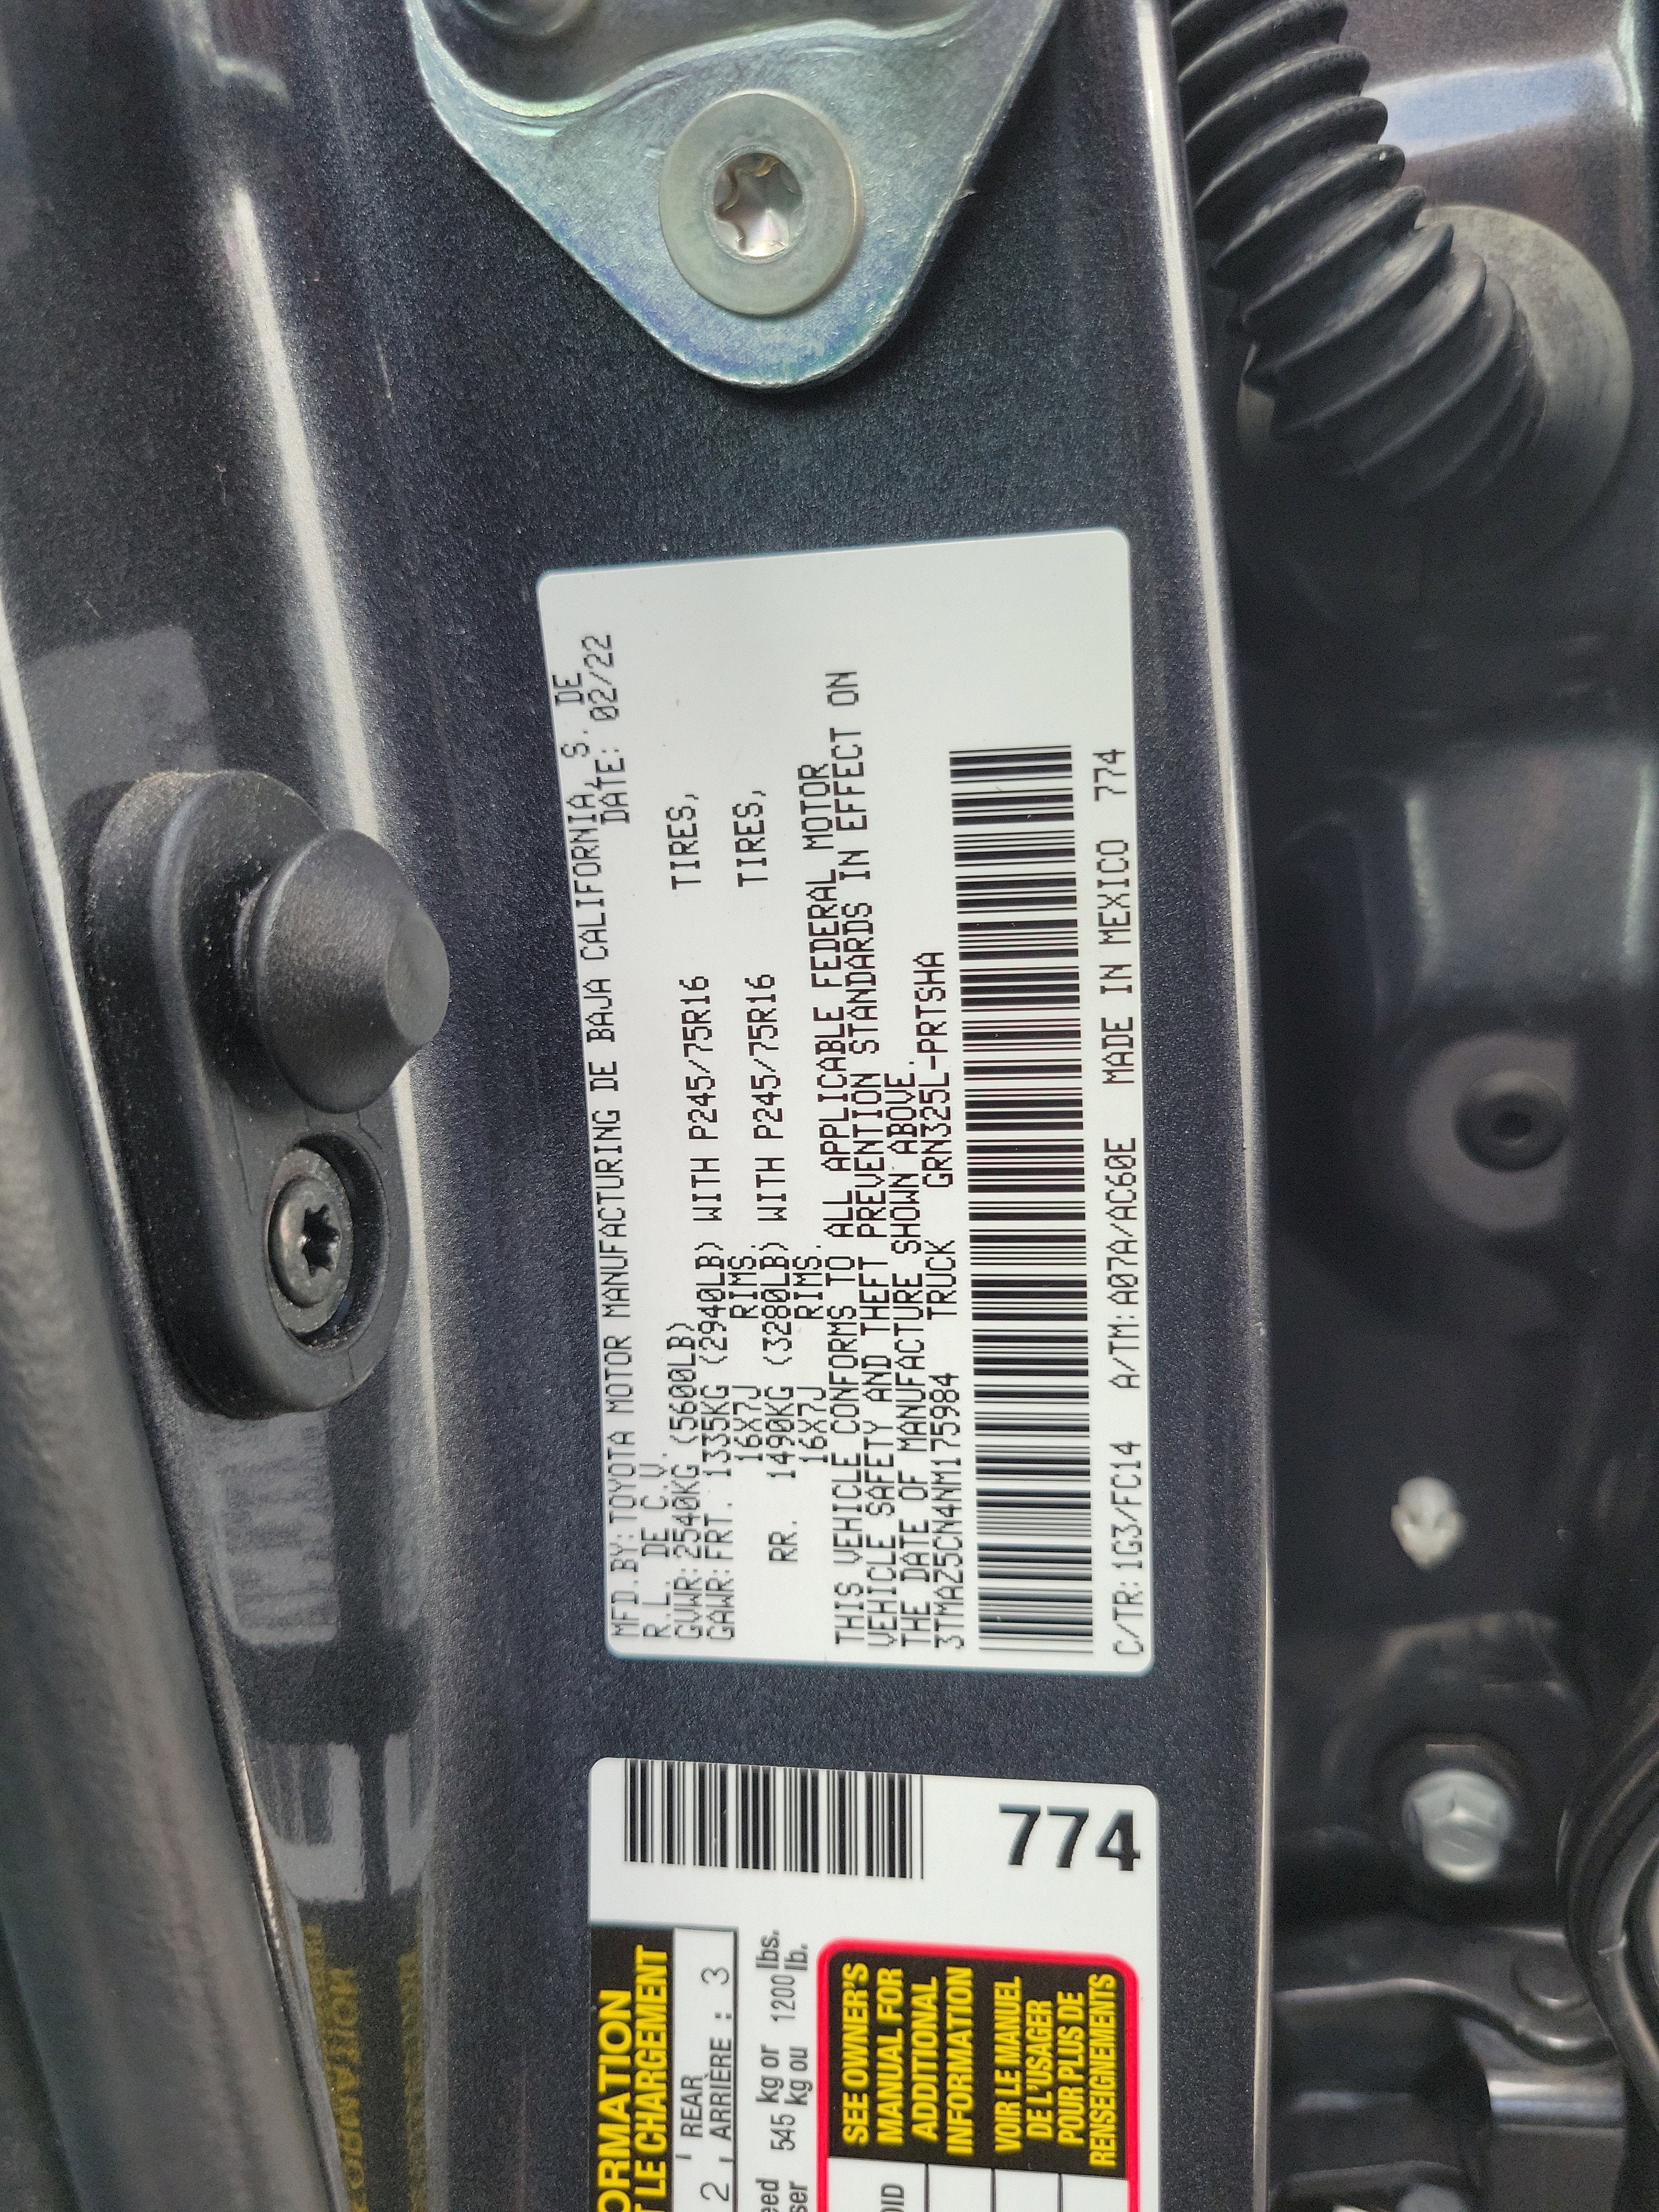 MFD.BY:TOYOTA MOTOR MANUFACTURING DE BAJA CALIFORNIA, S. DE
R.L. DE C.V. DATE: 02/22
GVWR:2540KG (5600LB)
GAWR:FRT. 1335KG (2940LB) WITH P245/75R16 TIRES,
16X7J RIMS.
RR. 1490KG (3280LB) WITH P245/75R16 TIRES,
16X7J RIMS.
THIS VEHICLE CONFORMS TO ALL APPLICABLE FEDERAL MOTOR
VEHICLE SAFETY AND THEFT PREVENTION STANDARDS IN EFFECT ON
THE DATE OF MANUFACTURE SHOWN ABOVE.
3TMAZ5CN4NM175984 TRUCK GRN325L-PRTSHA
C/TR:1G3/FC14 A/TM:A07A/AC60E MADE IN MEXICO 774
774
ORMATION
LE CHARGEMENT
2 , REAR
ARRIÈRE : 3
545 kg or 1200 lbs.
kg ou lb.
SEE OWNER'S
MANUAL FOR
ADDITIONAL
INFORMATION
VOIR LE MANUEL
DE L'USAGER
POUR PLUS DE
RENSEIGNEMENTS